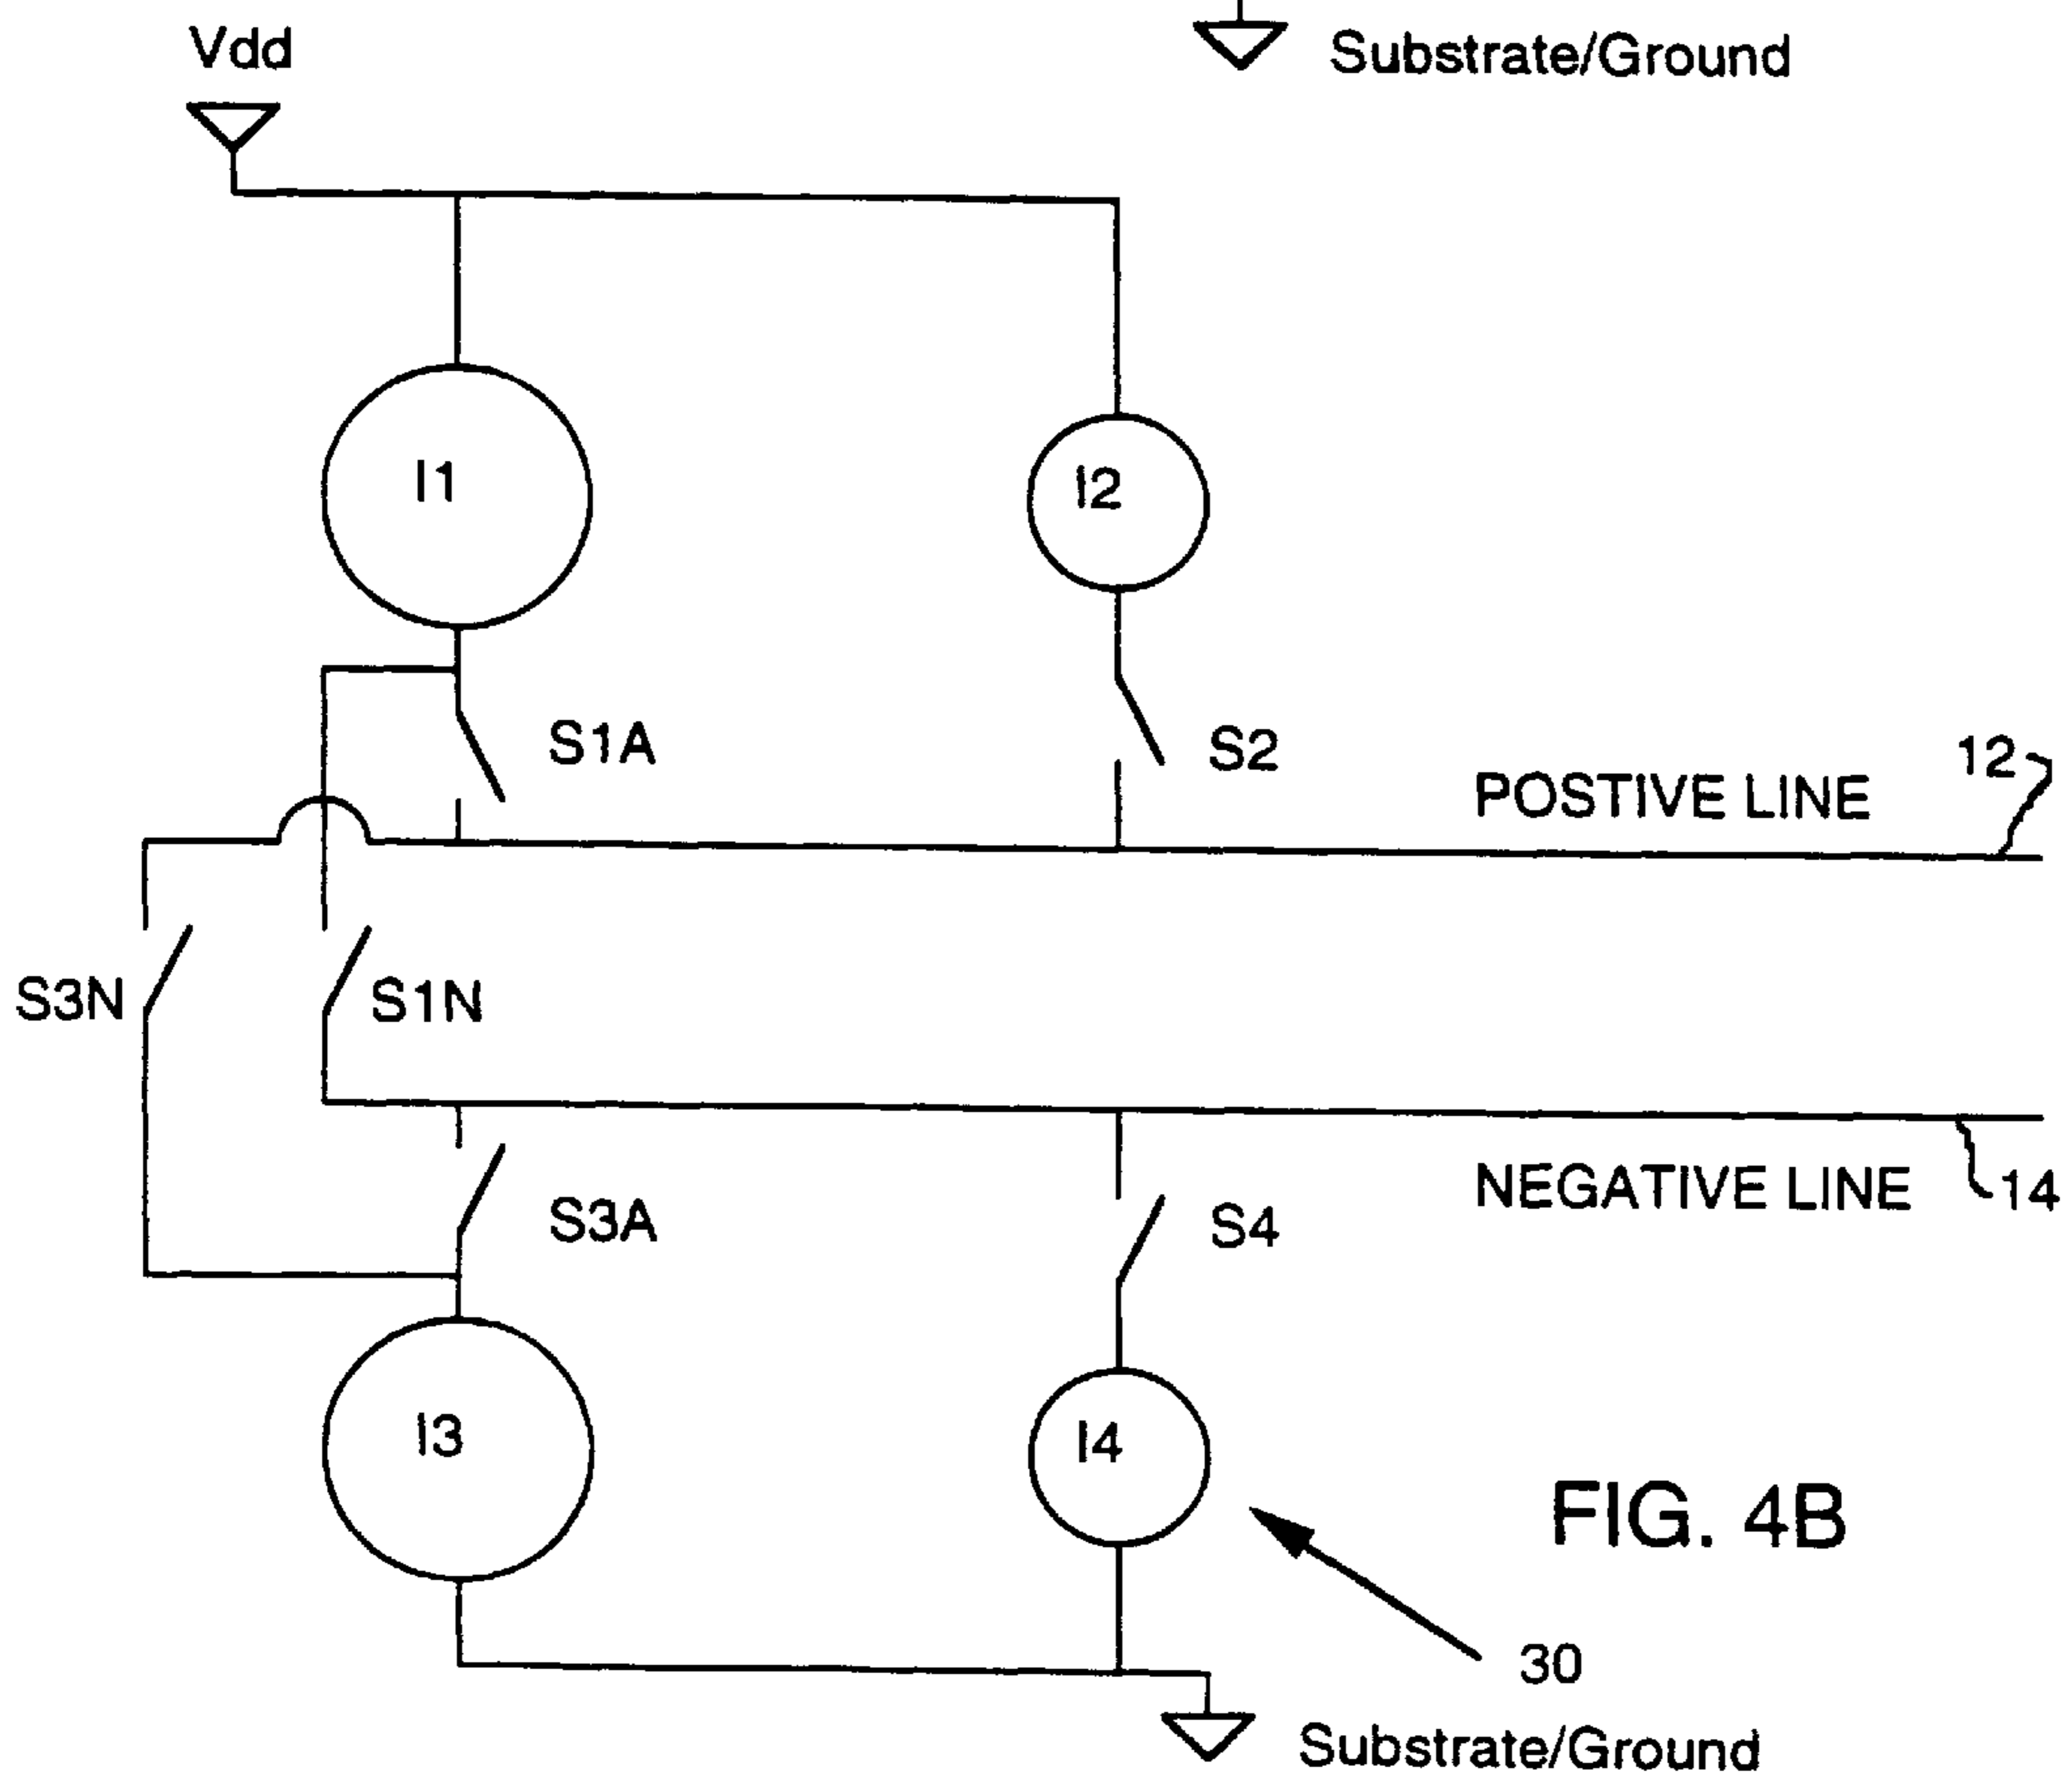 Vdd
Substrate/Ground
I1
I2
S1A
S2
12
POSTIVE LINE
S3N
S1N
NEGATIVE LINE
14
S3A
S4
I3
I4
FIG. 4B
30
Substrate/Ground